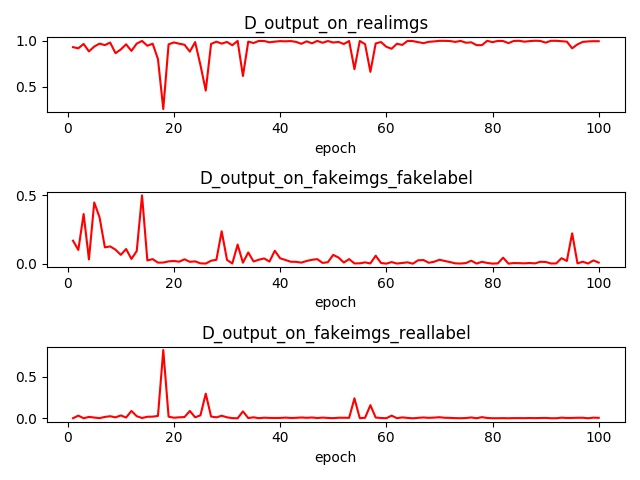 D_output_on_realimgs
1.0
0.5
0 20 40 60 80 100
epoch
D_output_on_fakeimgs_fakelabel
0.5
0.0
0 20 40 60 80 100
epoch
D_output_on_fakeimgs_reallabel
0.5
0.0
0 20 40 60 80 100
epoch